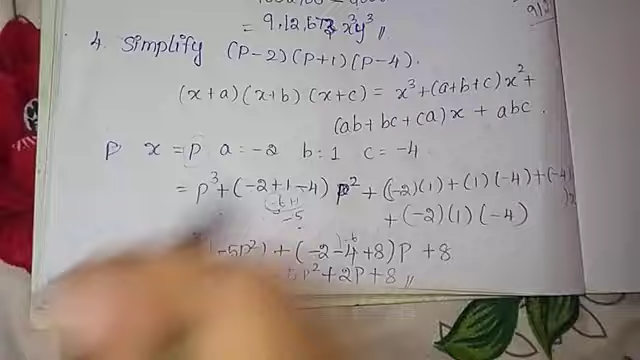 = 9,12,673 x³y³ //
4. Simplify (P-2)(P+1)(P-4).
(x+a)(x+b)(x+c) = x³+(a+b+c)x²+
(ab+bc+ca)x + abc.
P x = P a = -2 b = 1 c = -4
= P³+(-2+1-4) P² + ((-2)(1)+(1)(-4)+(-4)
-6+1
-5
+(-2)(1)(-4)
-5P²)+(-2-4+8)P +8
5P²+2P+8 //